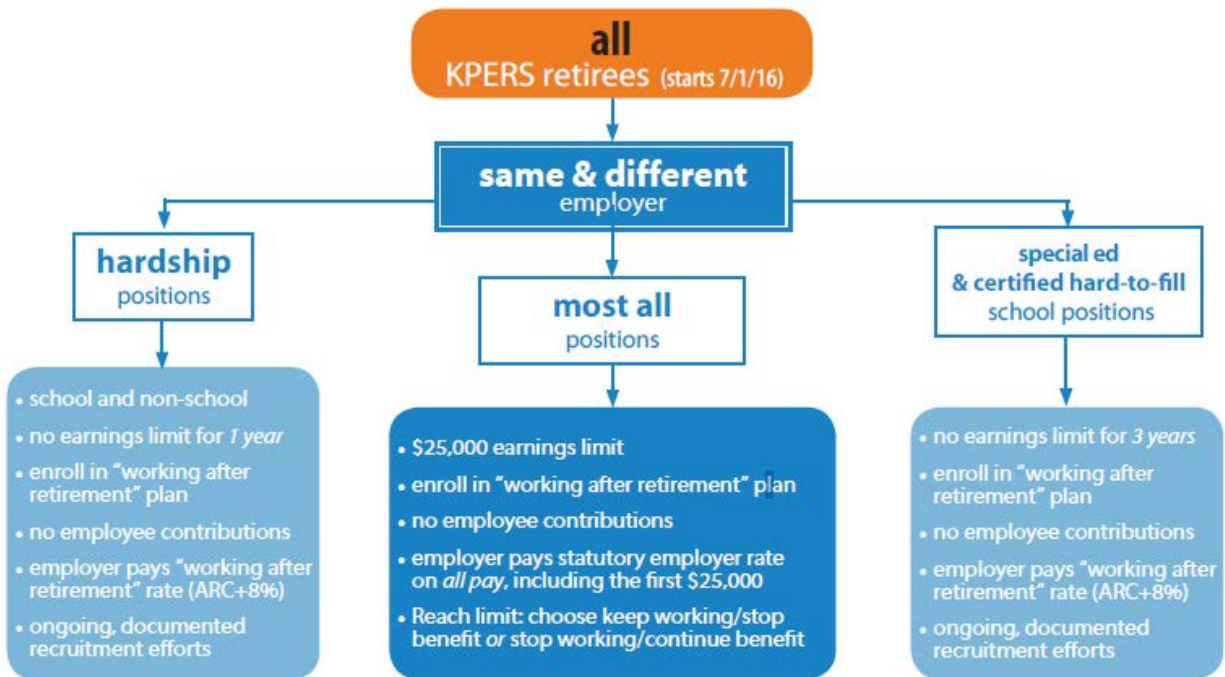 all
KPERS retirees (starts 7/1/16)
same & different
employer
hardship
positions
most all
positions
special ed
& certified hard-to-fill
school positions
• school and non-school
• no earnings limit for 1 year
• enroll in "working after
retirement" plan
• no employee contributions
• employer pays "working after
retirement" rate (ARC+8%)
• ongoing, documented
recruitment efforts
• $25,000 earnings limit
• enroll in "working after retirement" plan
• no employee contributions
• employer pays statutory employer rate
on all pay, including the first $25,000
• Reach limit: choose keep working/stop
benefit or stop working/continue benefit
• no earnings limit for 3 years
• enroll in "working after
retirement" plan
• no employee contributions
• employer pays "working after
retirement" rate (ARC+8%)
• ongoing, documented
recruitment efforts